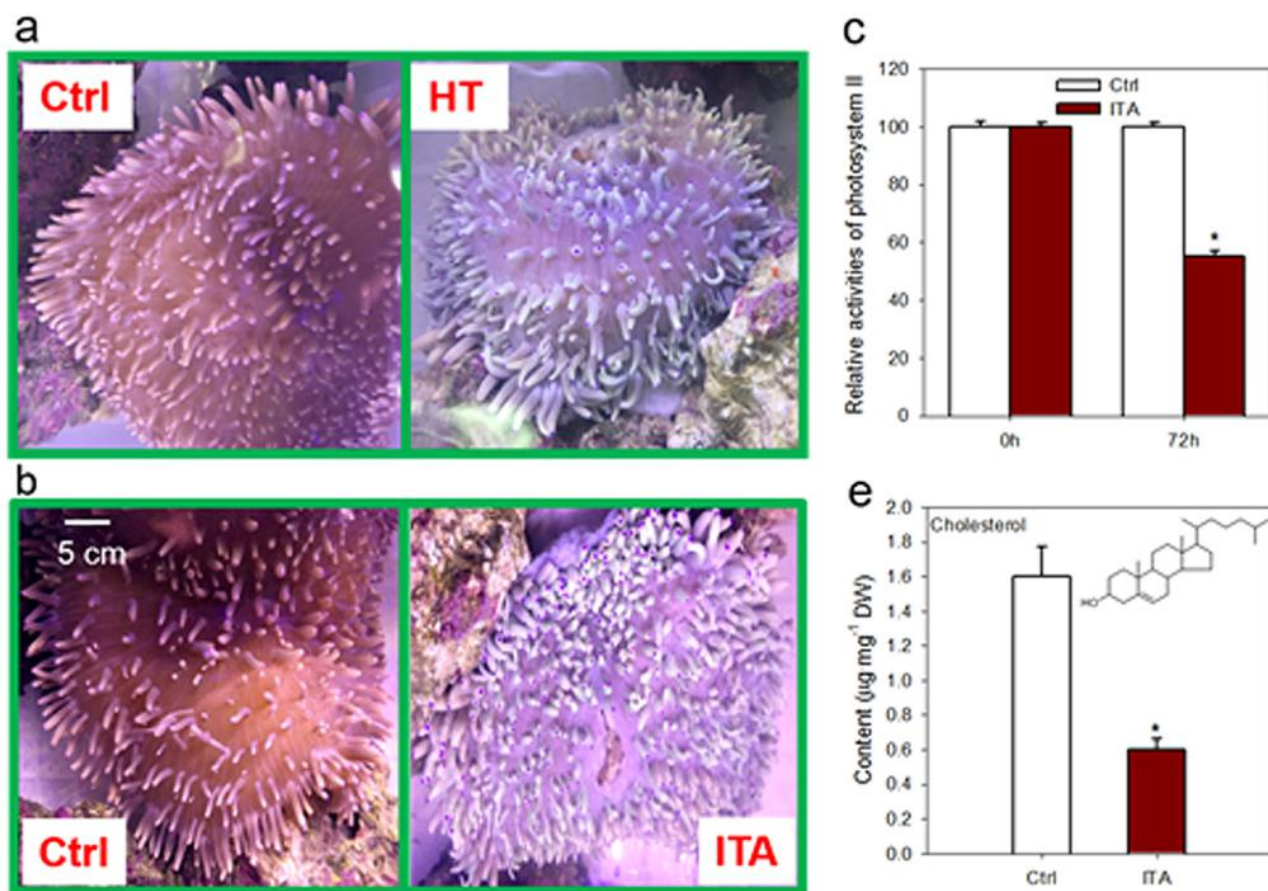 a
Ctrl
HT
b
5 cm
Ctrl
ITA
c
Relative activities of photosystem II
120
100
80
60
40
20
0
Ctrl
ITA
*
0h
72h
e
Content (µg mg⁻¹ DW)
2.0
1.8
1.6
1.4
1.2
1.0
0.8
0.6
0.4
0.2
0.0
Cholesterol
HO
*
Ctrl
ITA